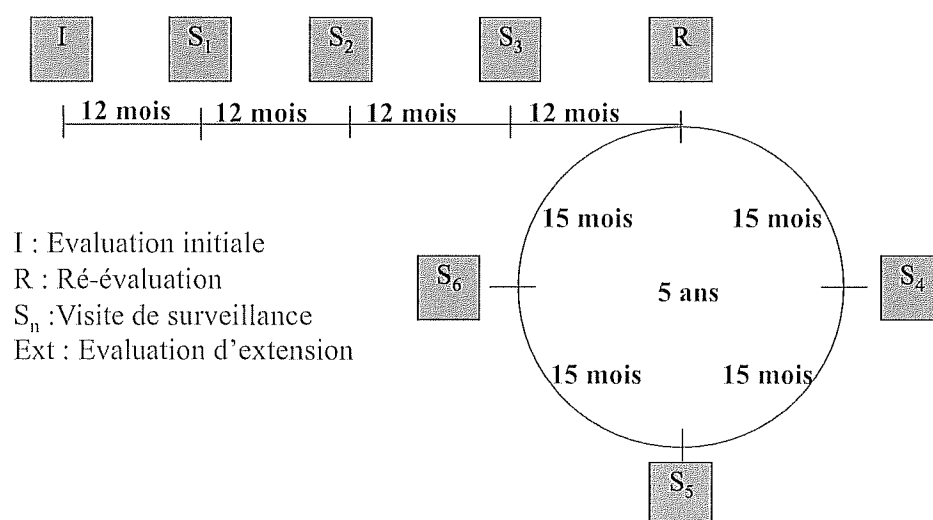 I S₁ S₂ S₃ R
12 mois 12 mois 12 mois 12 mois
15 mois 15 mois
I : Evaluation initiale
R : Ré-évaluation
Sₙ :Visite de surveillance
Ext : Evaluation d'extension
S₆ 5 ans S₄
15 mois 15 mois
S₅